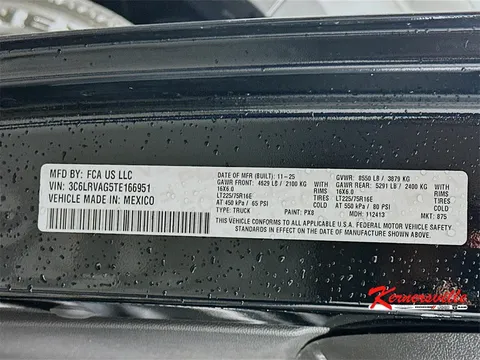 MFD BY: FCA US LLC
VIN: 3C6LRVAG5TE166951
VEHICLE MADE IN: MEXICO
DATE OF MFR (BUILT): 11-25 GVWR: 8550 LB / 3879 KG
GAWR FRONT: 4629 LB / 2100 KG GAWR REAR: 5291 LB / 2400 KG
16X6.0 RIMS 16X6.0 RIMS
LT225/75R16E TIRES LT225/75R16E TIRES
AT 450 kPa / 65 PSI COLD AT 550 kPa / 80 PSI COLD
TYPE: TRUCK PAINT: PX8 MDH: 112413 MKT: 875
THIS VEHICLE CONFORMS TO ALL APPLICABLE U.S.A. FEDERAL MOTOR VEHICLE SAFETY
STANDARDS IN EFFECT ON THE DATE OF MANUFACTURE SHOWN ABOVE.
Kernersville